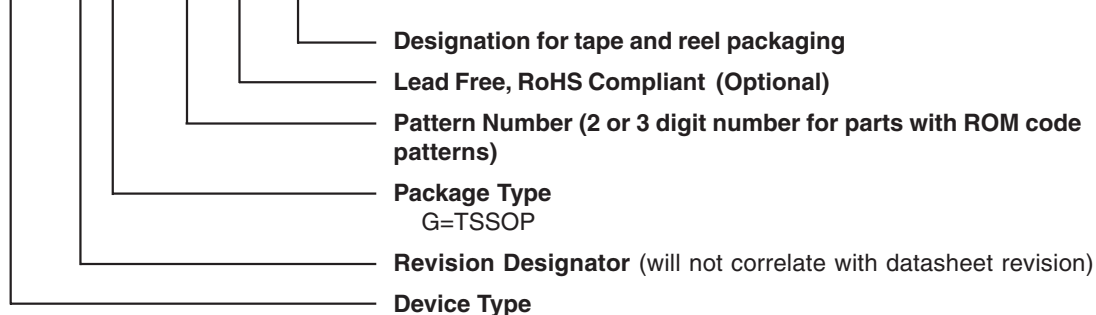 Designation for tape and reel packaging
Lead Free, RoHS Compliant (Optional)
Pattern Number (2 or 3 digit number for parts with ROM code
patterns)
Package Type
G=TSSOP
Revision Designator (will not correlate with datasheet revision)
Device Type